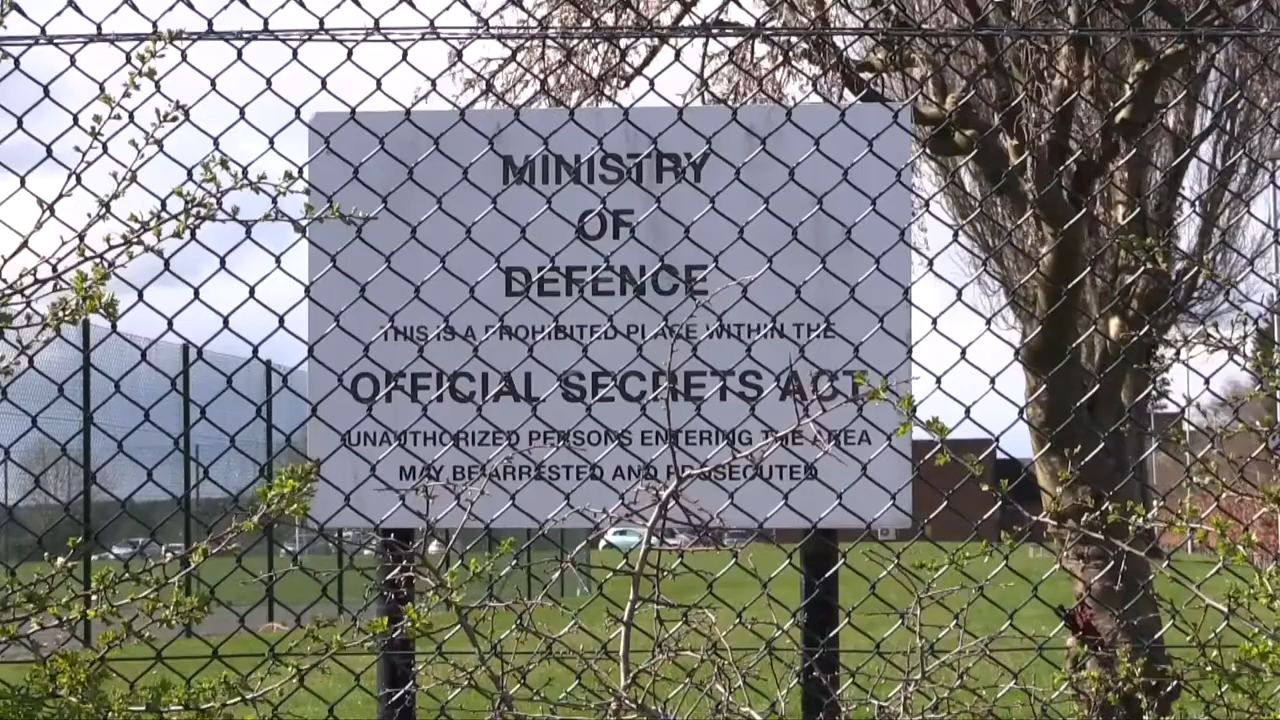 MINISTRY
OF
DEFENCE
THIS IS A PROHIBITED PLACE WITHIN THE
OFFICIAL SECRETS ACT
UNAUTHORIZED PERSONS ENTERING THE AREA
MAY BE ARRESTED AND PROSECUTED